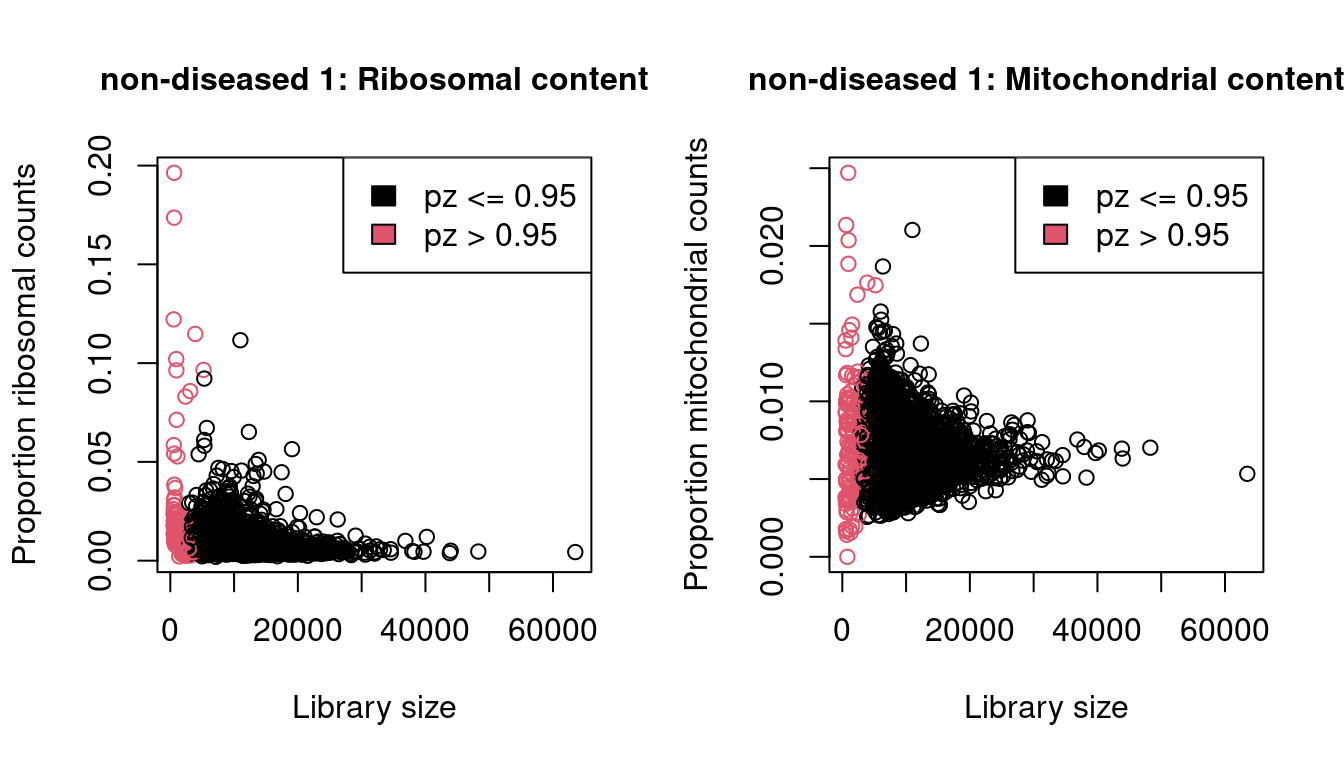 non-diseased 1: Ribosomal content
Proportion ribosomal counts
0.20
0.15
0.10
0.05
0.00
pz <= 0.95
pz > 0.95
0 20000 40000 60000
Library size
non-diseased 1: Mitochondrial content
Proportion mitochondrial counts
0.020
0.010
0.000
pz <= 0.95
pz > 0.95
0 20000 40000 60000
Library size